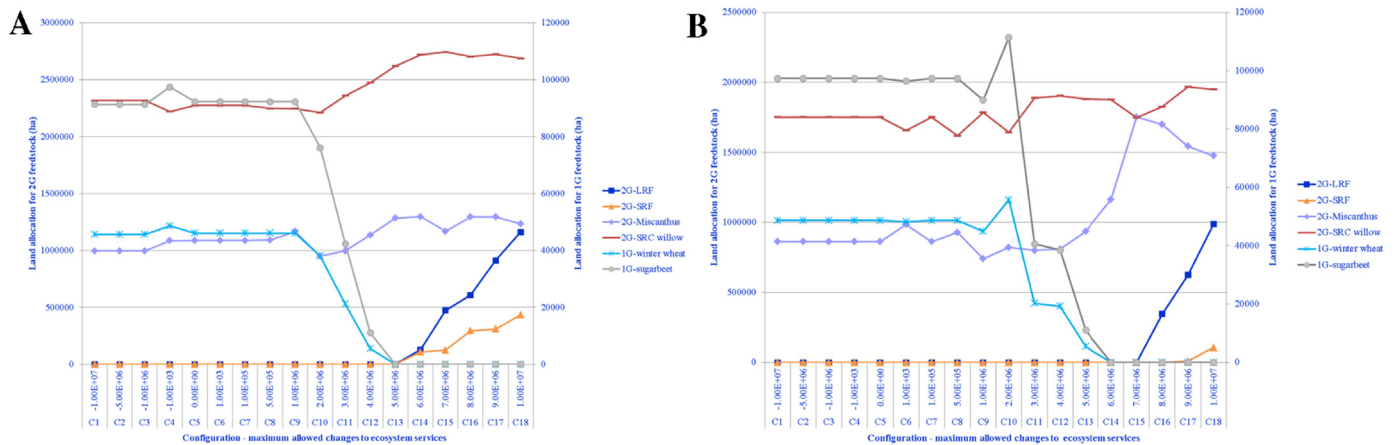 A
3000000
2500000
2000000
1500000
1000000
500000
0
Land allocation for 2G feedstock (ha)
120000
100000
80000
60000
40000
20000
0
Land allocation for 1G feedstock (ha)
-1.00E+07 -5.00E+06 -1.00E+06 -1.00E+03 0.00E+00 1.00E+03 1.00E+05 5.00E+05 1.00E+06 2.00E+06 3.00E+06 4.00E+06 5.00E+06 6.00E+06 7.00E+06 8.00E+06 9.00E+06 1.00E+07
C1 C2 C3 C4 C5 C6 C7 C8 C9 C10 C11 C12 C13 C14 C15 C16 C17 C18
Configuration - maximum allowed changes to ecosystem services
2G-LRF
2G-SRF
2G-Miscanthus
2G-SRC willow
1G-winter wheat
1G-sugarbeet
B
2500000
2000000
1500000
1000000
500000
0
Land allocation for 2G feedstock (ha)
120000
100000
80000
60000
40000
20000
0
Land allocation for 1G feedstock (ha)
-1.00E+07 -5.00E+06 -1.00E+06 -1.00E+03 0.00E+00 1.00E+03 1.00E+05 5.00E+05 1.00E+06 2.00E+06 3.00E+06 4.00E+06 5.00E+06 6.00E+06 7.00E+06 8.00E+06 9.00E+06 1.00E+07
C1 C2 C3 C4 C5 C6 C7 C8 C9 C10 C11 C12 C13 C14 C15 C16 C17 C18
Configuration - maximum allowed changes to ecosystem services
2G-LRF
2G-SRF
2G-Miscanthus
2G-SRC willow
1G-winter wheat
1G-sugarbeet